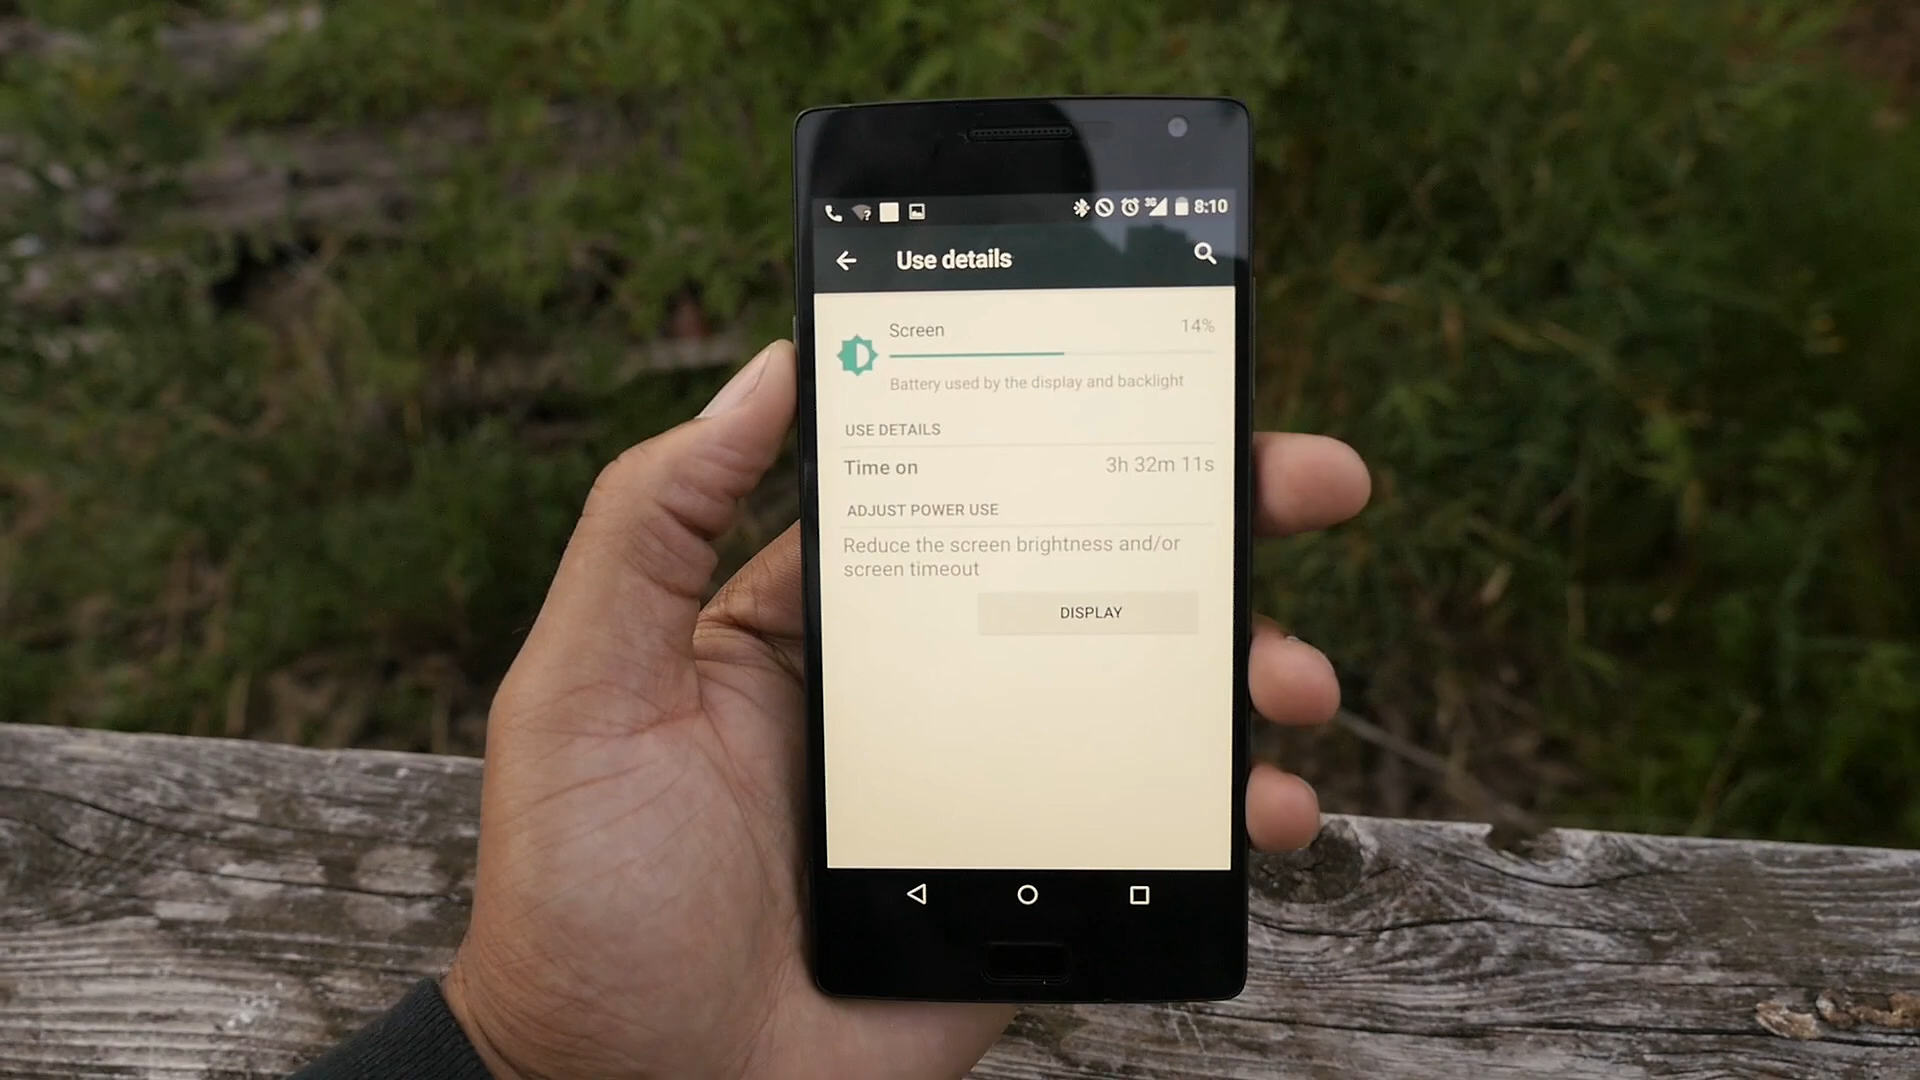 ? 3G 8:10
Use details
Screen 14%
Battery used by the display and backlight
USE DETAILS
Time on 3h 32m 11s
ADJUST POWER USE
Reduce the screen brightness and/or
screen timeout
DISPLAY